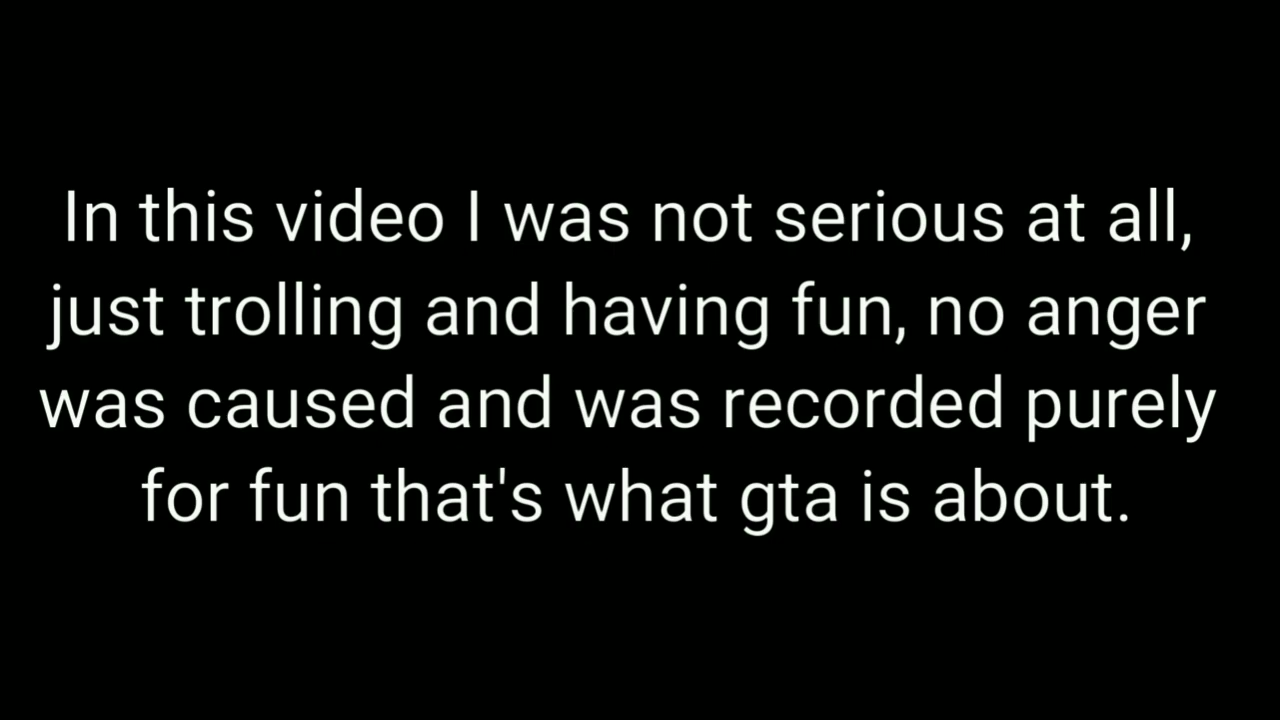 In this video I was not serious at all,
just trolling and having fun, no anger
was caused and was recorded purely
for fun that's what gta is about.